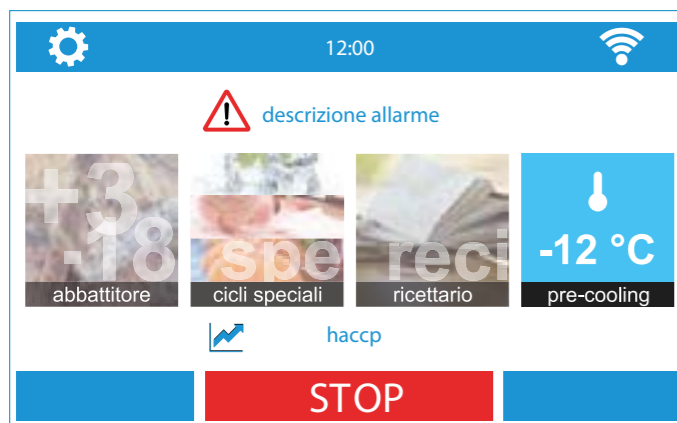 12:00
descrizione allarme
+3
-18
abbattitore
spe
cicli speciali
reci
ricettario
-12 °C
pre-cooling
haccp
STOP